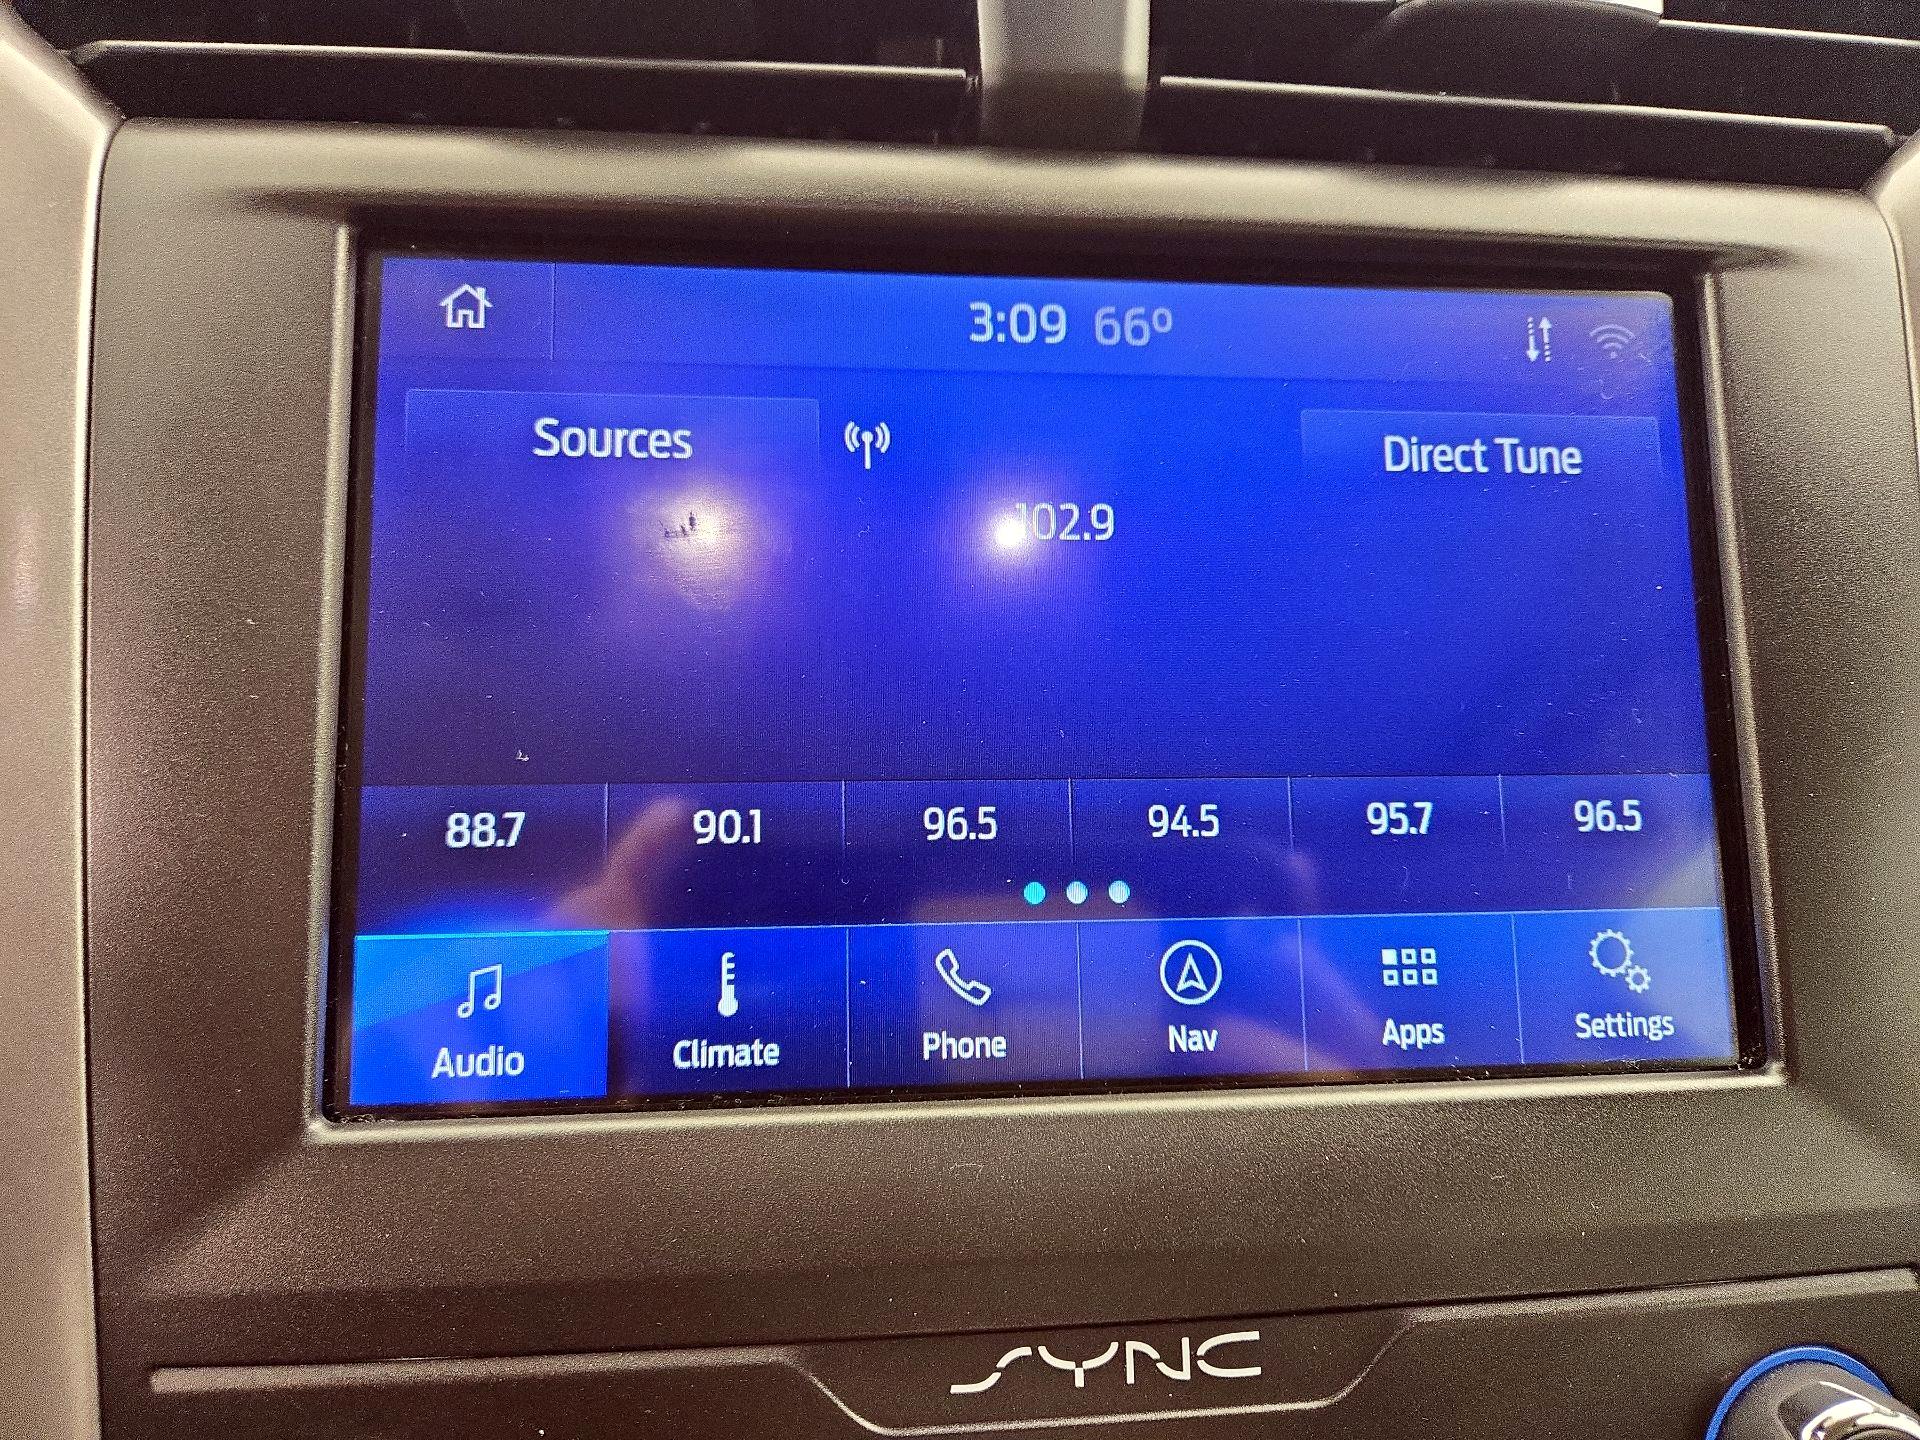 3:09 66°
Sources
Direct Tune
102.9
88.7 90.1 96.5 94.5 95.7 96.5
Audio Climate Phone Nav Apps Settings
SYNC